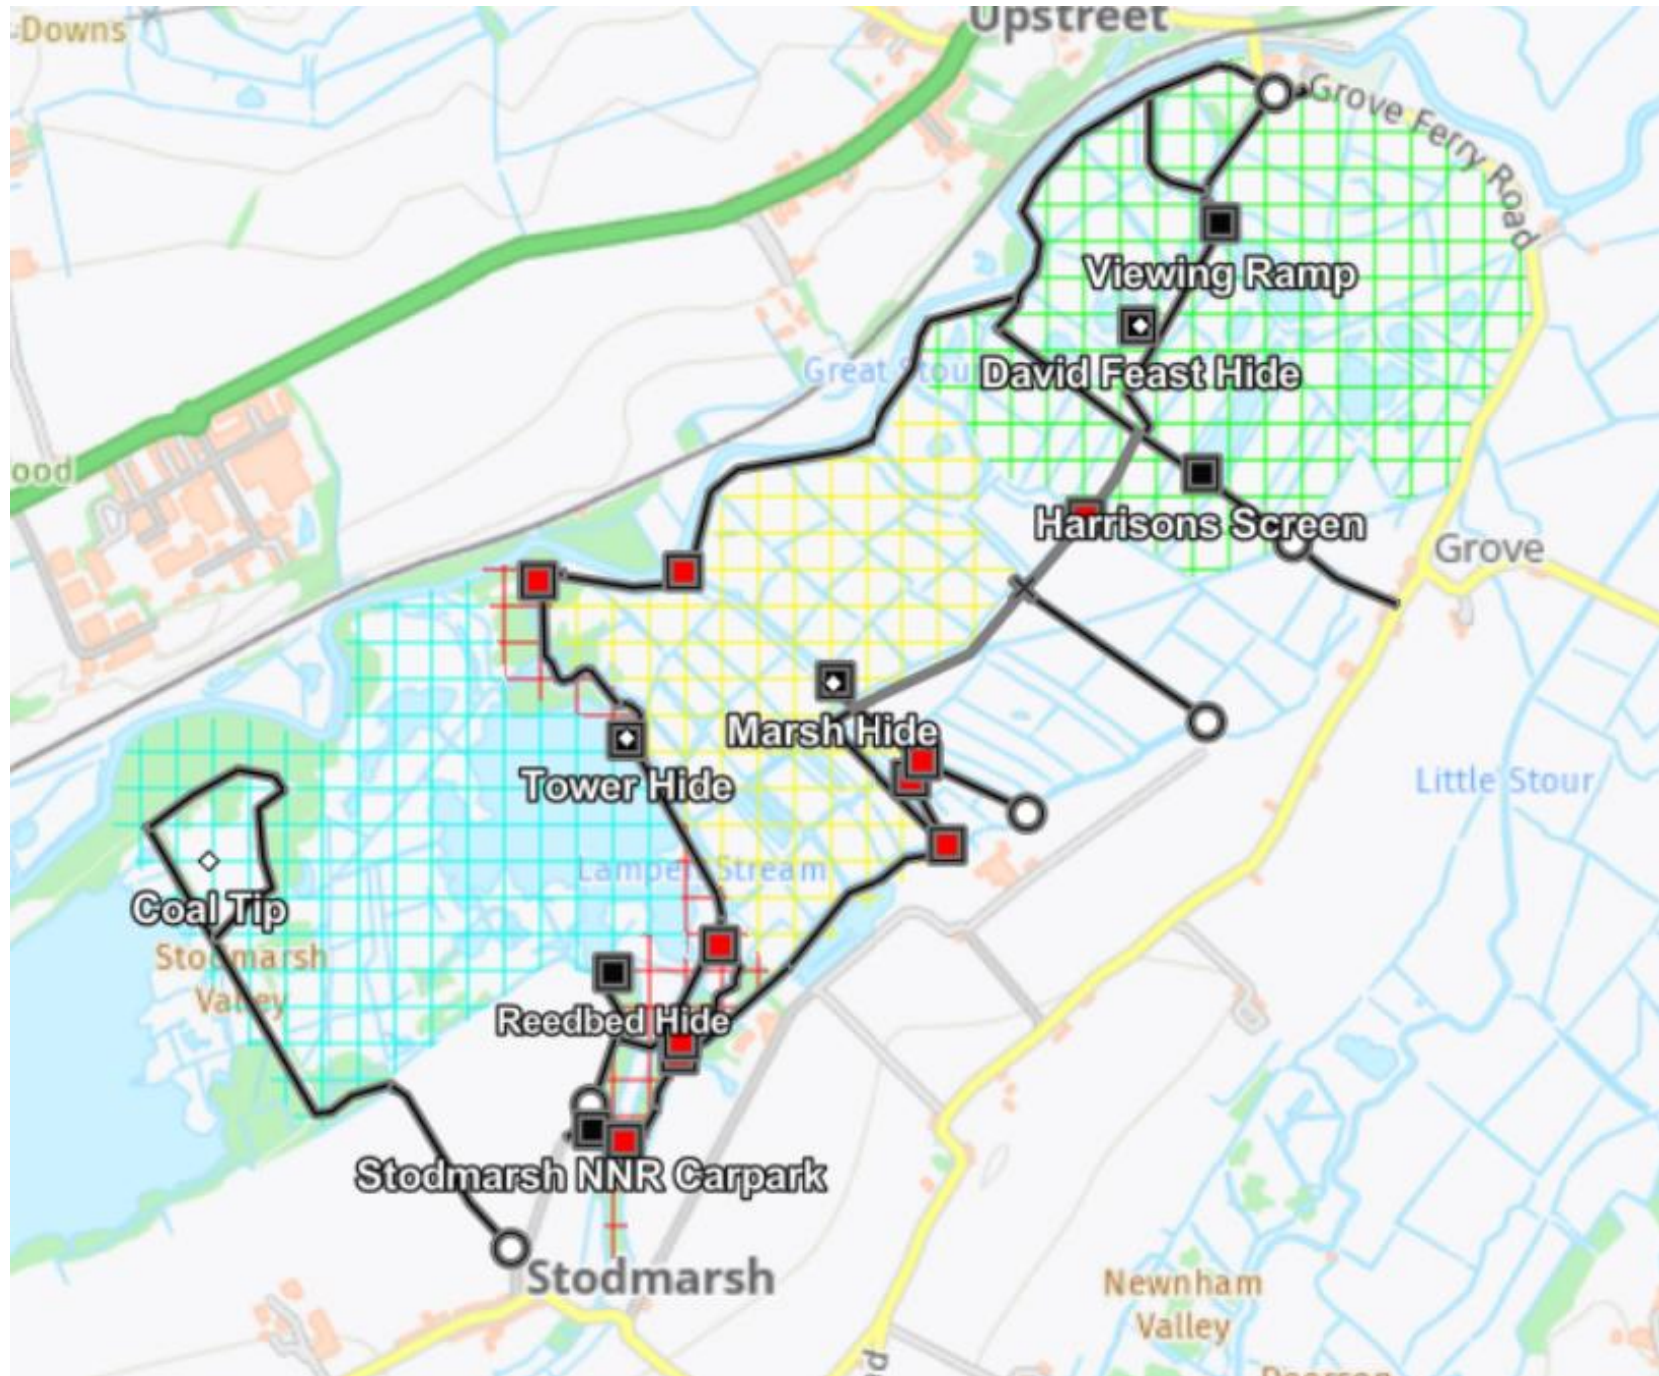 Downs
Upstreet
Grove Ferry Road
Viewing Ramp
Great Stou
David Feast Hide
ood
Harrisons Screen
Grove
Marsh Hide
Tower Hide
Little Stour
Lampen Stream
Coal Tip
Stodmarsh
Valley
Reedbed Hide
Stodmarsh NNR Carpark
Stodmarsh
Newnham
Valley